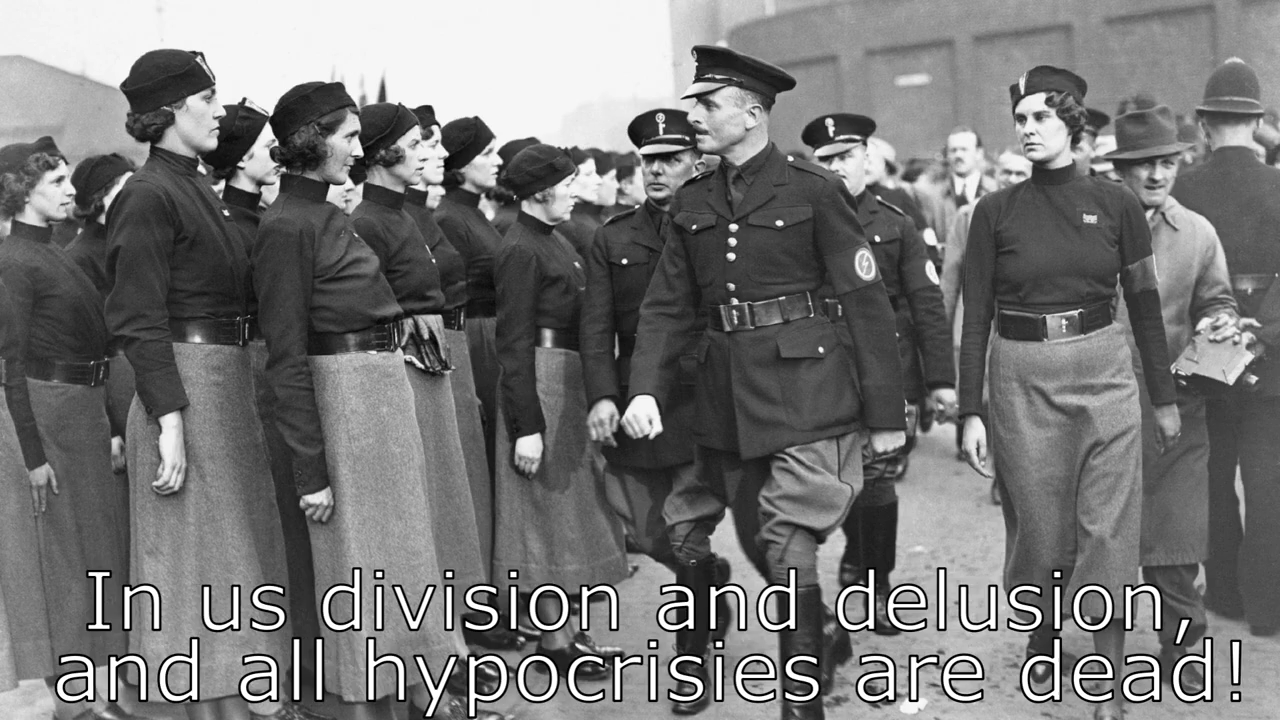 In us division and delusion,
and all hypocrisies are dead!